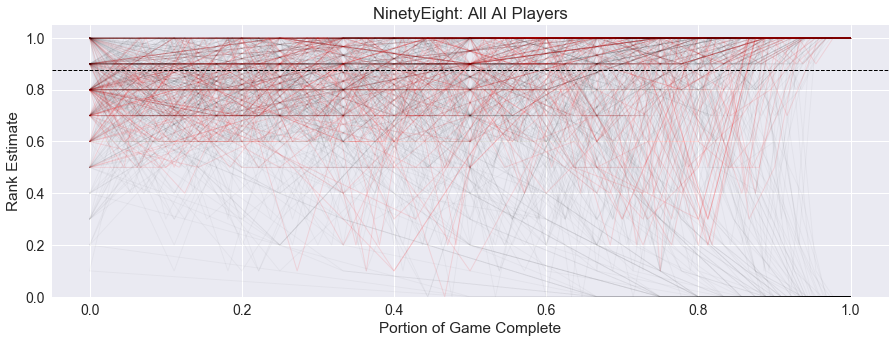 NinetyEight: All AI Players
1.0
0.8
0.6
0.4
0.2
0.0
Rank Estimate
0.0 0.2 0.4 0.6 0.8 1.0
Portion of Game Complete